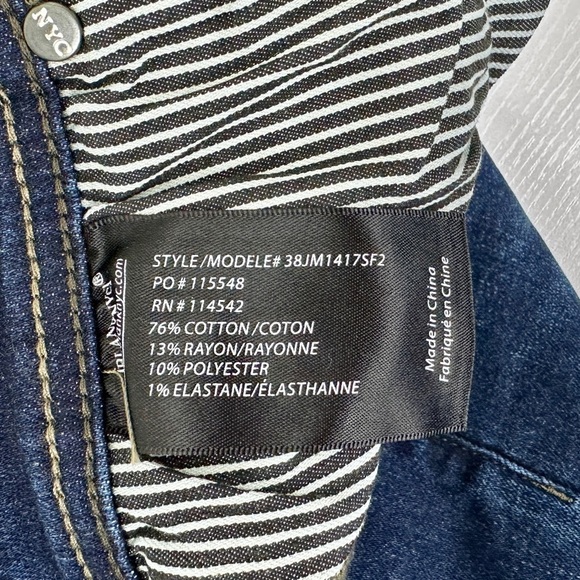 NYC
STYLE/MODELE# 38JM1417SF2
PO # 115548
RN # 114542
76% COTTON/COTON
13% RAYON/RAYONNE
10% POLYESTER
1% ELASTANE/ÉLASTHANNE
Made in China
Fabriqué en Chine